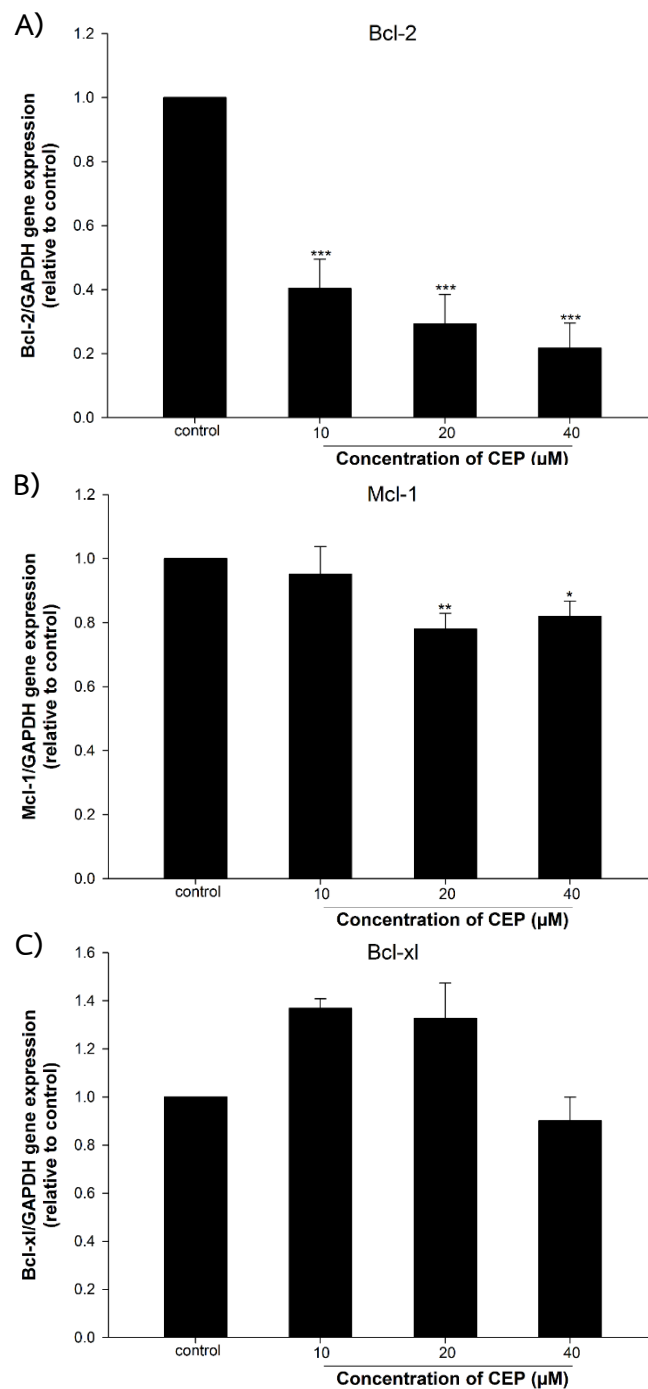 A)
Bcl-2
Bcl-2/GAPDH gene expression
(relative to control)
1.2
1.0
0.8
0.6
0.4
0.2
0.0
***
***
***
control
10
20
40
Concentration of CEP (µM)
B)
Mcl-1
Mcl-1/GAPDH gene expression
(relative to control)
1.2
1.0
0.8
0.6
0.4
0.2
0.0
**
*
control
10
20
40
Concentration of CEP (µM)
C)
Bcl-xl
Bcl-xl/GAPDH gene expression
(relative to control)
1.6
1.4
1.2
1.0
0.8
0.6
0.4
0.2
0.0
control
10
20
40
Concentration of CEP (µM)